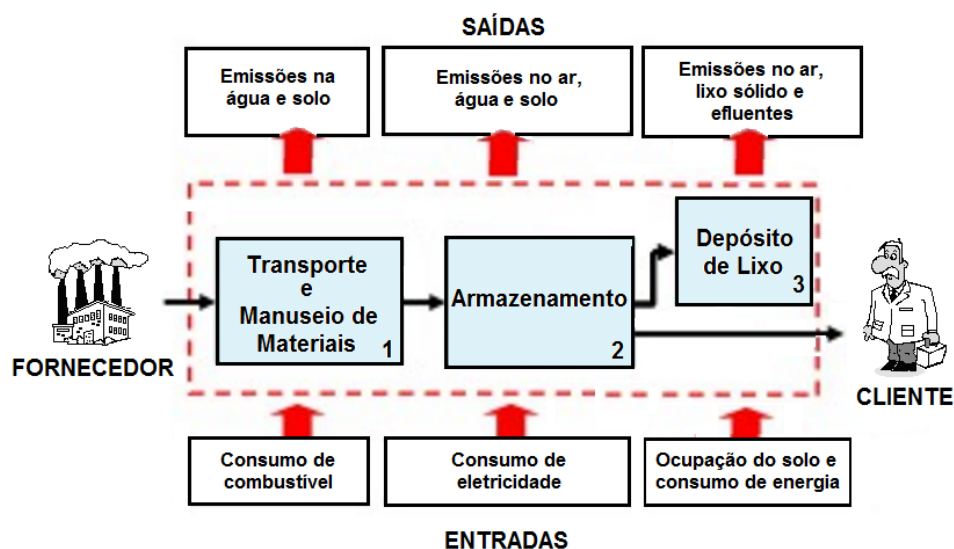 SAÍDAS
Emissões na
água e solo
Emissões no ar,
água e solo
Emissões no ar,
lixo sólido e
efluentes
FORNECEDOR
Transporte
e
Manuseio de
Materiais
1
Armazenamento
2
Depósito
de Lixo
3
CLIENTE
Consumo de
combustível
Consumo de
eletricidade
Ocupação do solo e
consumo de energia
ENTRADAS